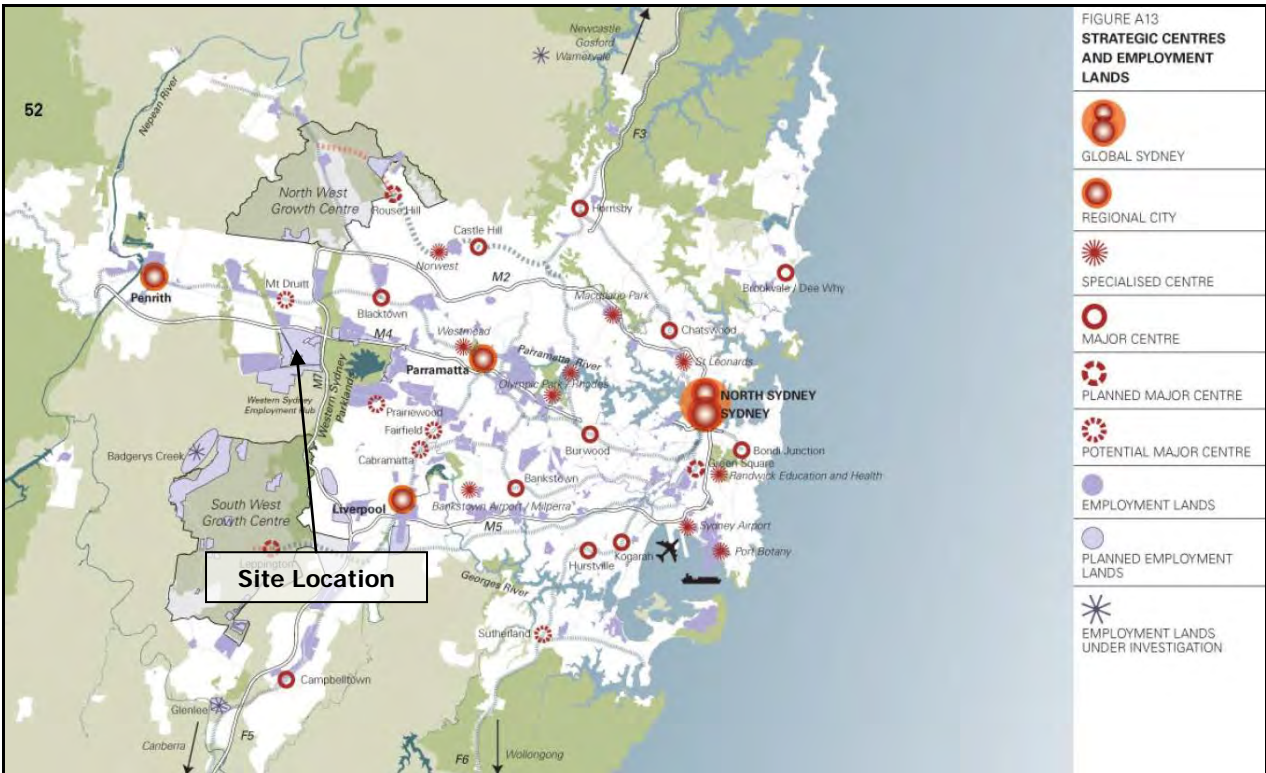 FIGURE A13
STRATEGIC CENTRES
AND EMPLOYMENT
LANDS
GLOBAL SYDNEY
REGIONAL CITY
SPECIALISED CENTRE
MAJOR CENTRE
PLANNED MAJOR CENTRE
POTENTIAL MAJOR CENTRE
EMPLOYMENT LANDS
PLANNED EMPLOYMENT
LANDS
EMPLOYMENT LANDS
UNDER INVESTIGATION
52
Nepean River
Newcastle
Gosford
Warnervale
F3
North West
Growth Centre
Rouse Hill
Hornsby
Castle Hill
Norwest
M2
Penrith
Mt Druitt
Blacktown
Macquarie Park
Brookvale / Dee Why
Chatswood
M4
Westmead
Parramatta
Parramatta River
St Leonards
Olympic Park / Rhodes
M7
Western Sydney
Parklands
Western Sydney
Employment Hub
NORTH SYDNEY
SYDNEY
Prairiewood
Fairfield
Cabramatta
Burwood
Bondi Junction
Green Square
Randwick Education and Health
Badgerys Creek
South West
Growth Centre
Liverpool
Bankstown
Bankstown Airport / Milperra
M5
Sydney Airport
Port Botany
Kogarah
Hurstville
Leppington
Site Location
Georges River
Sutherland
Campbelltown
Glenlee
Canberra
F5
F6
Wollongong